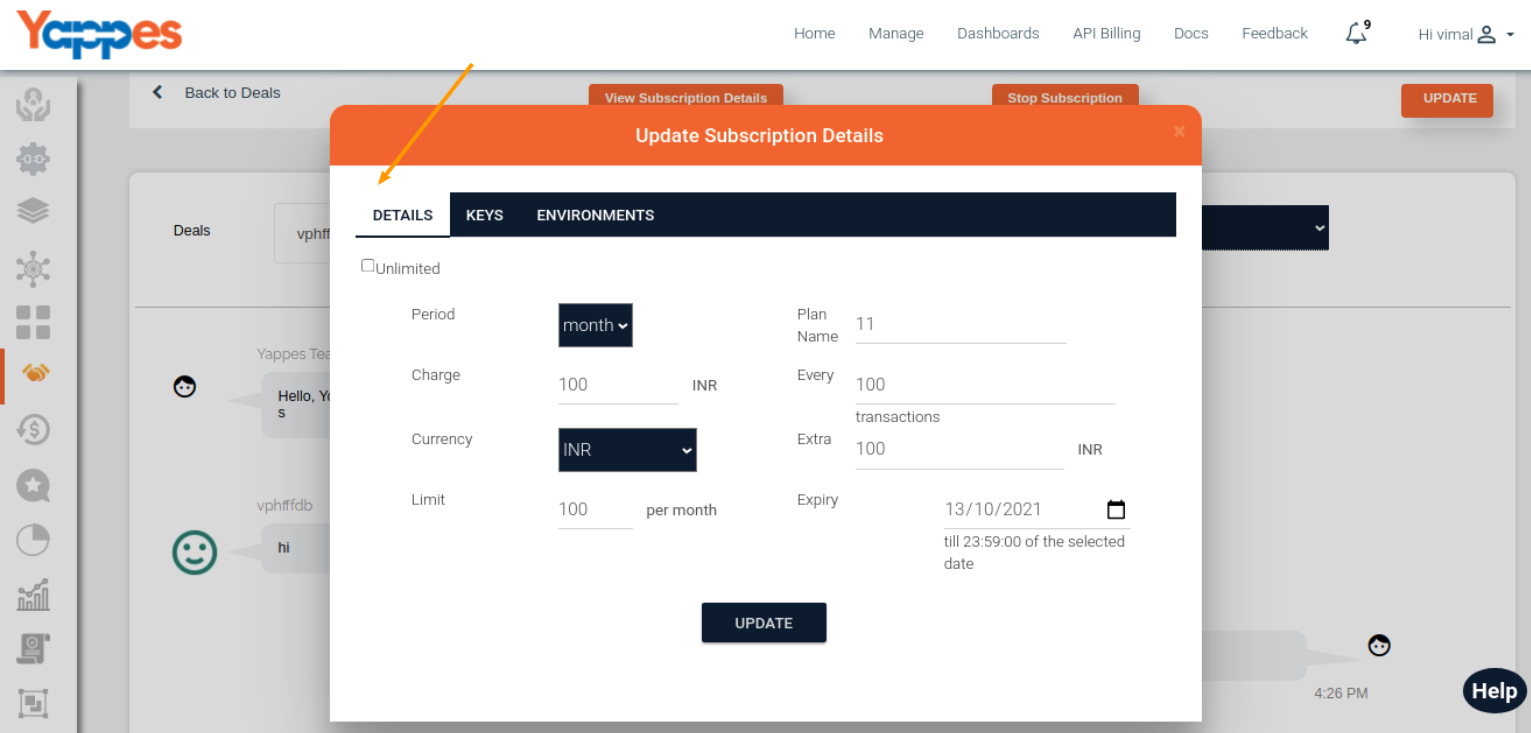 Yappes
Home Manage Dashboards API Billing Docs Feedback 9 Hi vimal
Back to Deals View Subscription Details Stop Subscription UPDATE
Update Subscription Details ×
DETAILS KEYS ENVIRONMENTS
Deals
Unlimited
Period month Plan Name 11
Charge 100 INR Every 100
transactions
Currency INR Extra 100 INR
Limit 100 per month Expiry 13/10/2021
till 23:59:00 of the selected
date
UPDATE
Yappes
Hello,
s
vphfffdb
hi
4:26 PM
Help